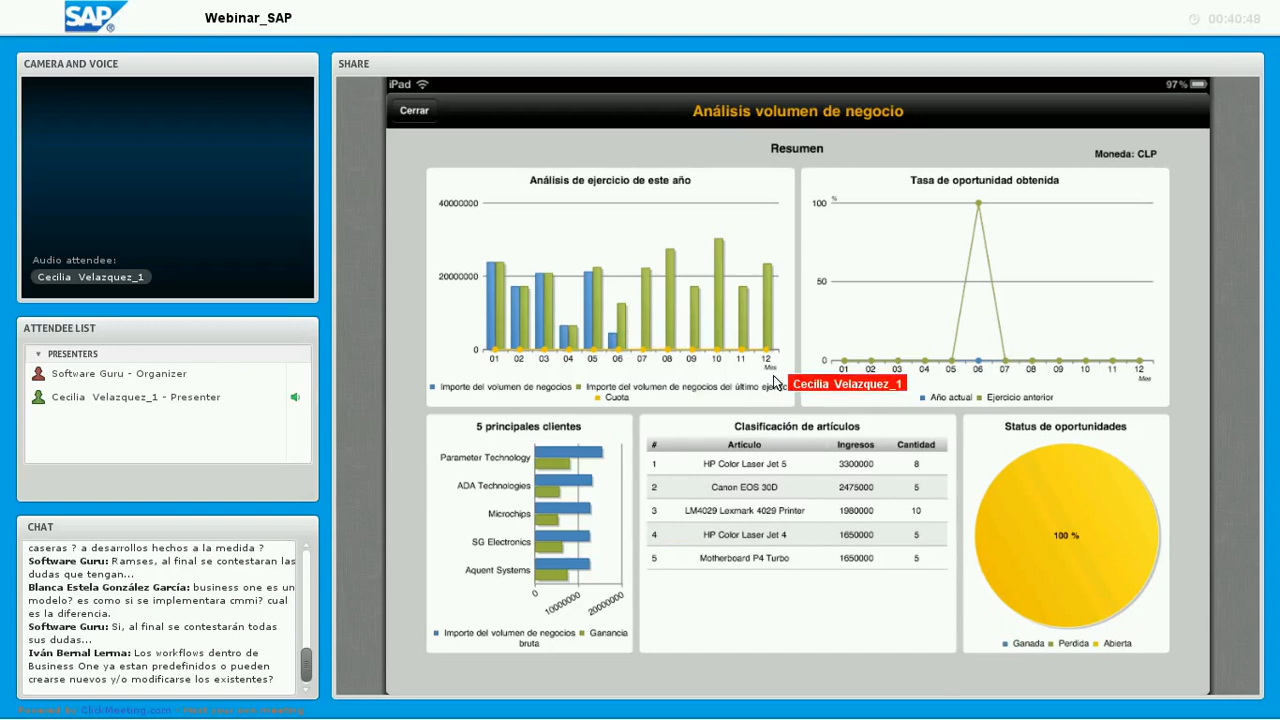 SAP
Webinar_SAP
00:40:48
CAMERA AND VOICE
Audio attendee:
Cecilia Velazquez_1
ATTENDEE LIST
PRESENTERS
Software Guru - Organizer
Cecilia Velazquez_1 - Presenter
CHAT
caseras ? a desarrollos hechos a la medida ?
Software Guru: Ramses, al final se contestaran las
dudas que tengan...
Blanca Estela González García: business one es un
modelo? es como si se implementara cmmi? cual
es la diferencia.
Software Guru: Si, al final se contestarán todas
sus dudas...
Iván Bernal Lerma: Los workflows dentro de
Business One ya estan predefinidos o pueden
crearse nuevos y/o modificarse los existentes?
Powered by ClickMeeting.com - Host your own meeting
SHARE
iPad
97%
Cerrar
Análisis volumen de negocio
Resumen
Moneda: CLP
Análisis de ejercicio de este año
40000000
20000000
0
01 02 03 04 05 06 07 08 09 10 11 12
Mes
Importe del volumen de negocios Importe del volumen de negocios del último
Cuota
Cecilia Velazquez_1
Tasa de oportunidad obtenida
%
100
50
0
01 02 03 04 05 06 07 08 09 10 11 12
Mes
Año actual Ejercicio anterior
5 principales clientes
Parameter Technology
ADA Technologies
Microchips
SG Electronics
Aquent Systems
0 10000000 20000000
Importe del volumen de negocios Ganancia
bruta
Clasificación de artículos
# Artículo Ingresos Cantidad
1 HP Color Laser Jet 5 3300000 8
2 Canon EOS 30D 2475000 5
3 LM4029 Lexmark 4029 Printer 1980000 10
4 HP Color Laser Jet 4 1650000 5
5 Motherboard P4 Turbo 1650000 5
Status de oportunidades
100 %
Ganada Perdida Abierta